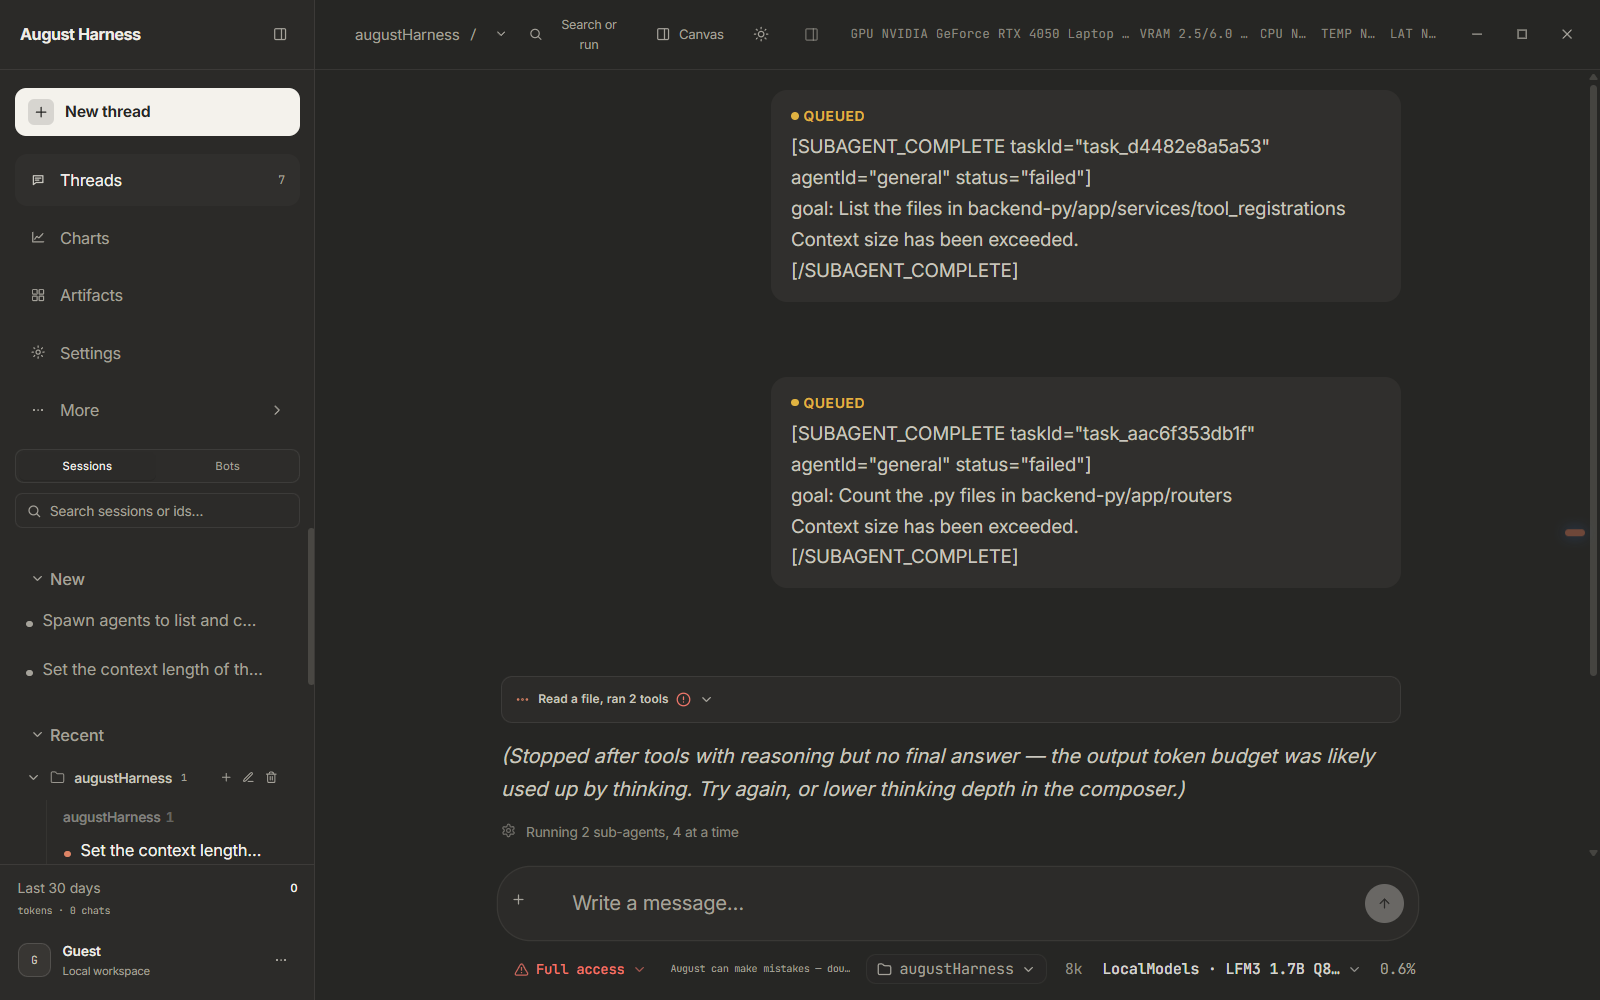 August Harness
augustHarness /
Search or
run
Canvas
GPU NVIDIA GeForce RTX 4050 Laptop …
VRAM 2.5/6.0 …
CPU N…
TEMP N…
LAT N…
New thread
Threads
7
Charts
Artifacts
Settings
More
Sessions
Bots
Search sessions or ids...
New
Spawn agents to list and c...
Set the context length of th...
Recent
augustHarness 1
augustHarness 1
Set the context length...
Last 30 days
0
tokens · 0 chats
G
Guest
Local workspace
QUEUED
[SUBAGENT_COMPLETE taskId="task_d4482e8a5a53"
agentId="general" status="failed"]
goal: List the files in backend-py/app/services/tool_registrations
Context size has been exceeded.
[/SUBAGENT_COMPLETE]
QUEUED
[SUBAGENT_COMPLETE taskId="task_aac6f353db1f"
agentId="general" status="failed"]
goal: Count the .py files in backend-py/app/routers
Context size has been exceeded.
[/SUBAGENT_COMPLETE]
Read a file, ran 2 tools
(Stopped after tools with reasoning but no final answer — the output token budget was likely
used up by thinking. Try again, or lower thinking depth in the composer.)
Running 2 sub-agents, 4 at a time
Write a message...
Full access
August can make mistakes — dou…
augustHarness
8k
LocalModels · LFM3 1.7B Q8…
0.6%